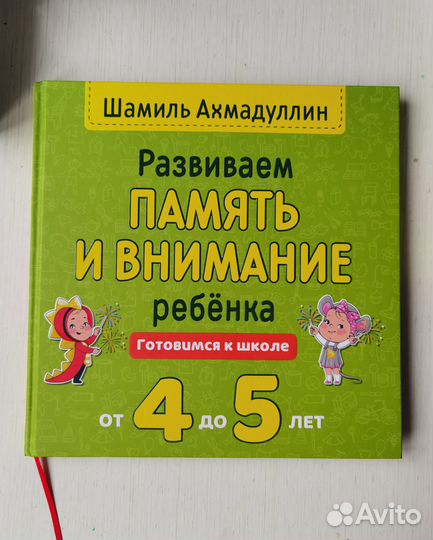 Шамиль Ахмадуллин
Развиваем
ПАМЯТЬ
И ВНИМАНИЕ
ребёнка
Готовимся к школе
от 4 до 5 лет
Avito